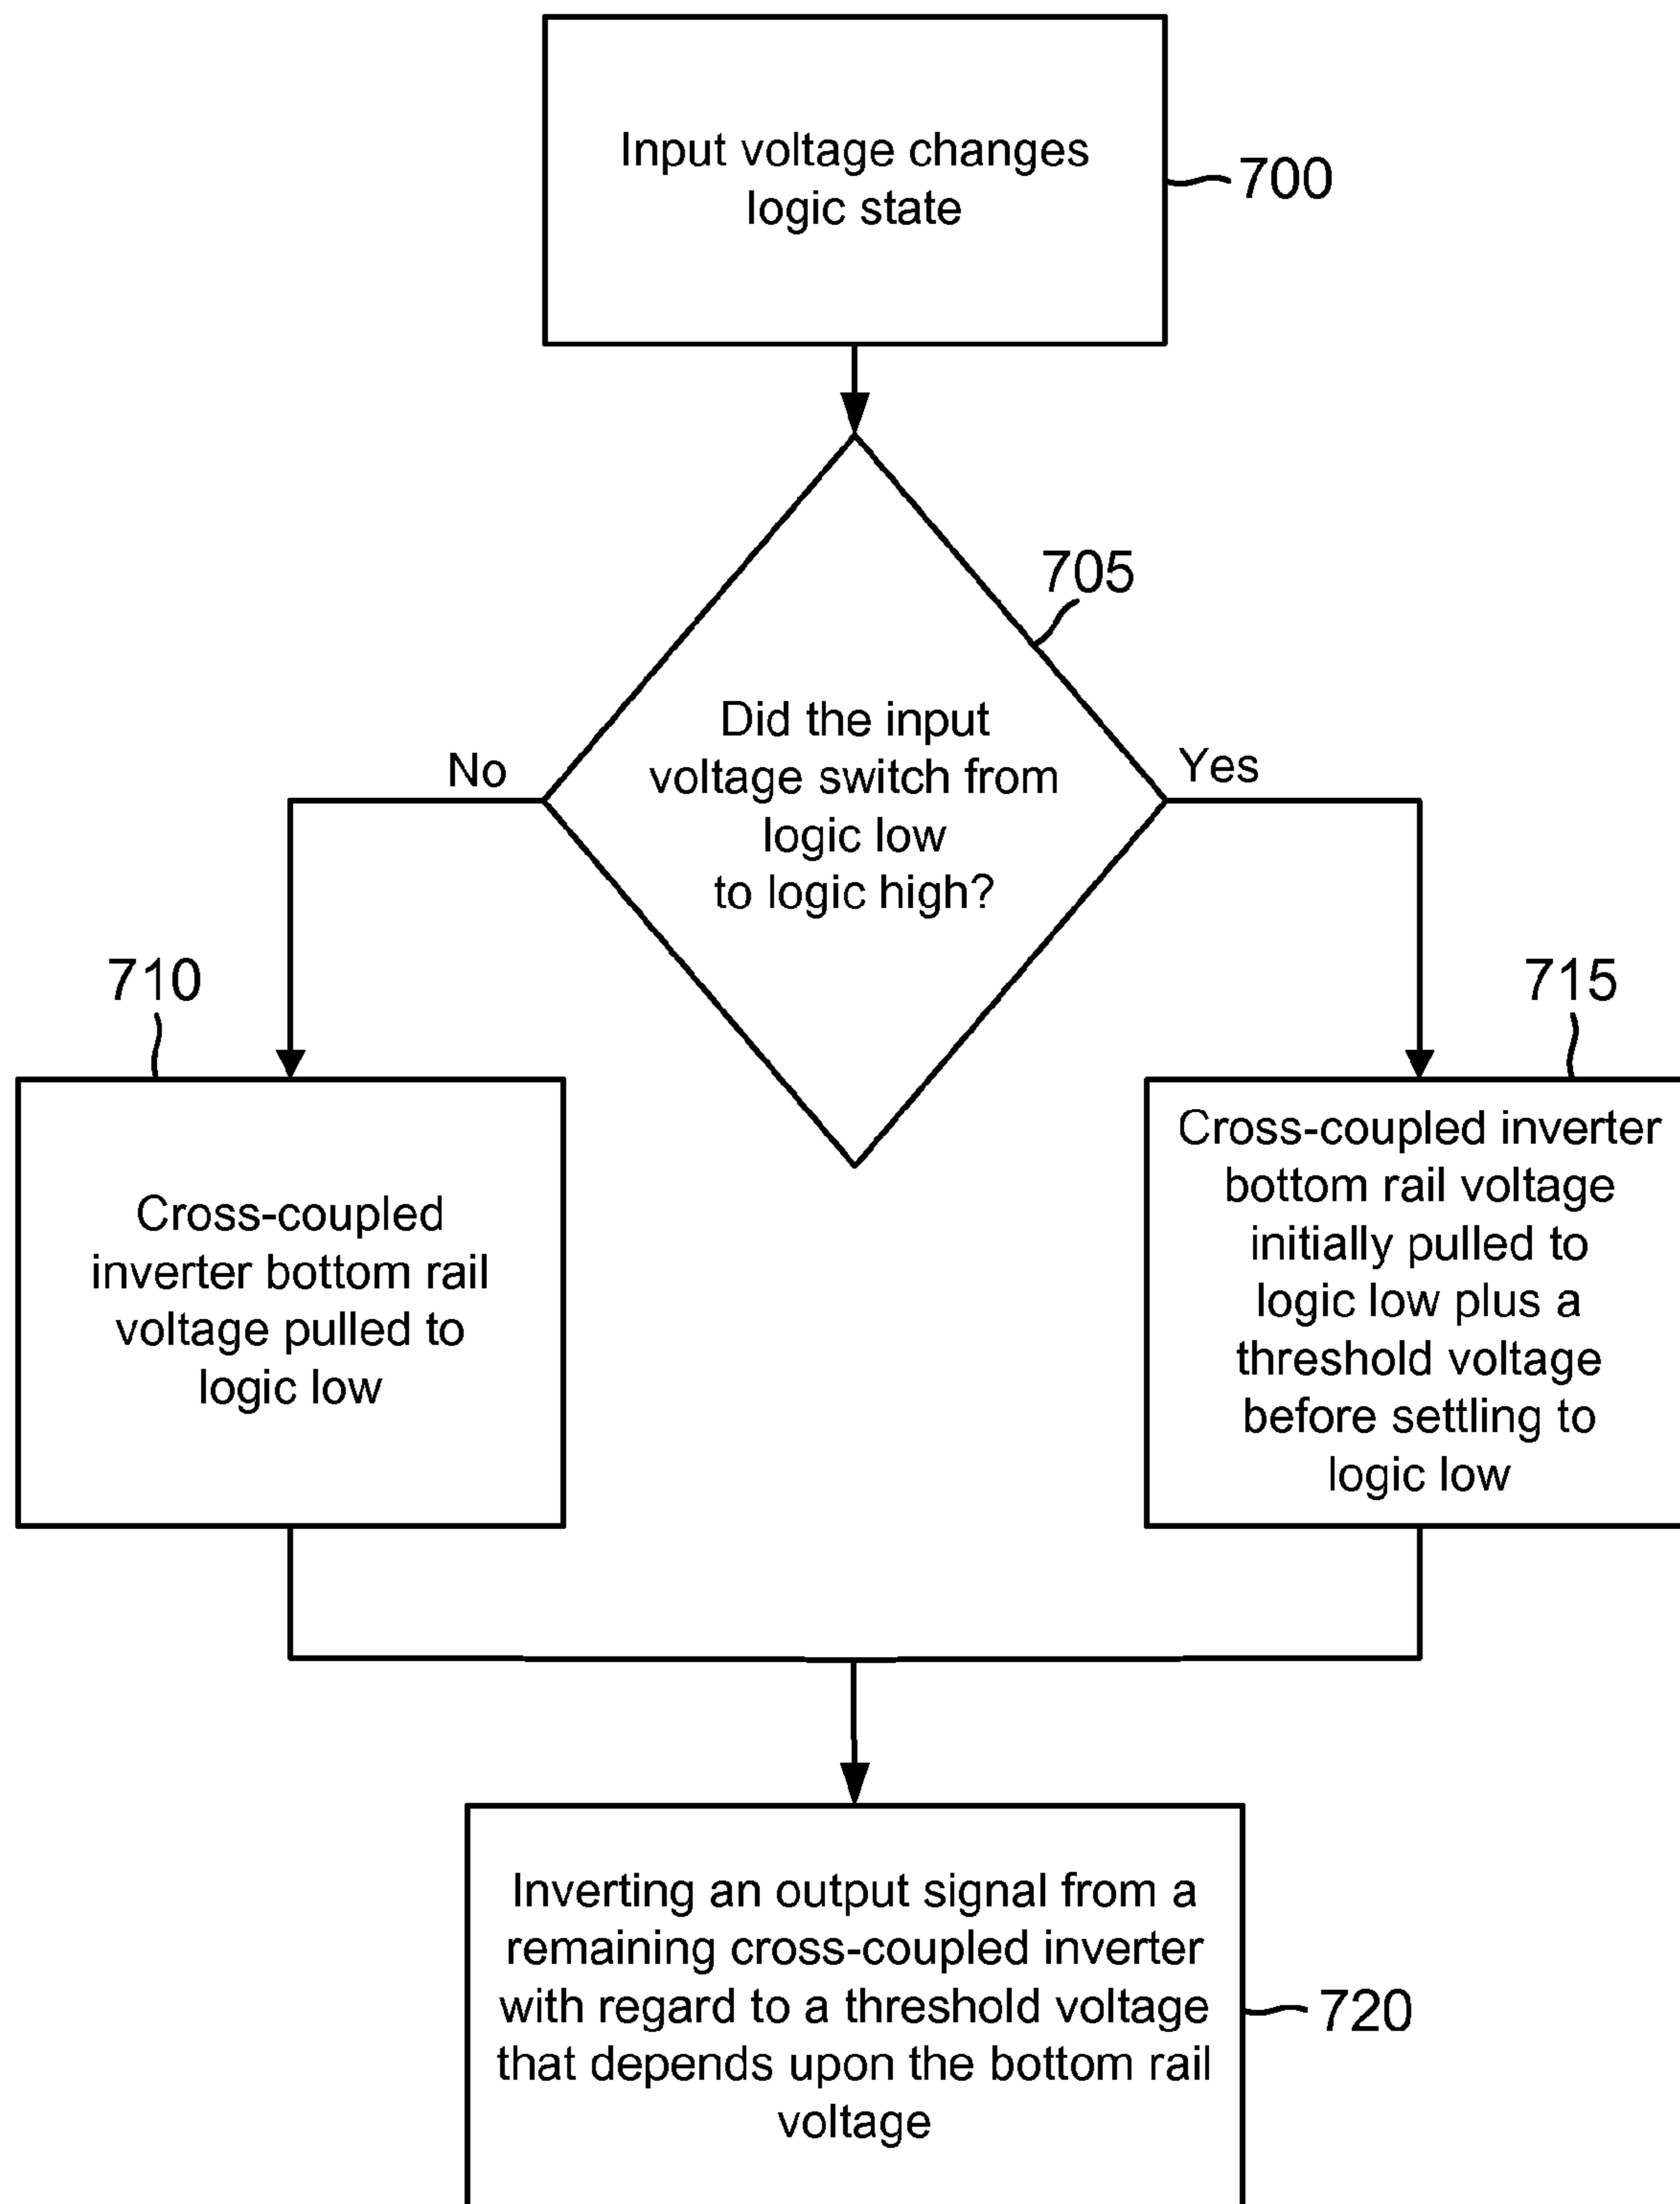 Input voltage changes
logic state
700
705
Did the input
voltage switch from
logic low
to logic high?
No
Yes
710
715
Cross-coupled
inverter bottom rail
voltage pulled to
logic low
Cross-coupled inverter
bottom rail voltage
initially pulled to
logic low plus a
threshold voltage
before settling to
logic low
Inverting an output signal from a
remaining cross-coupled inverter
with regard to a threshold voltage
that depends upon the bottom rail
voltage
720